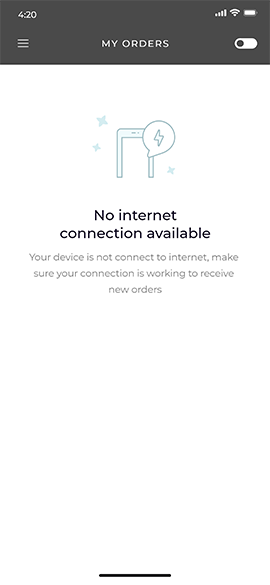 4:20
MY ORDERS
No internet
connection available
Your device is not connect to internet, make
sure your connection is working to receive
new orders